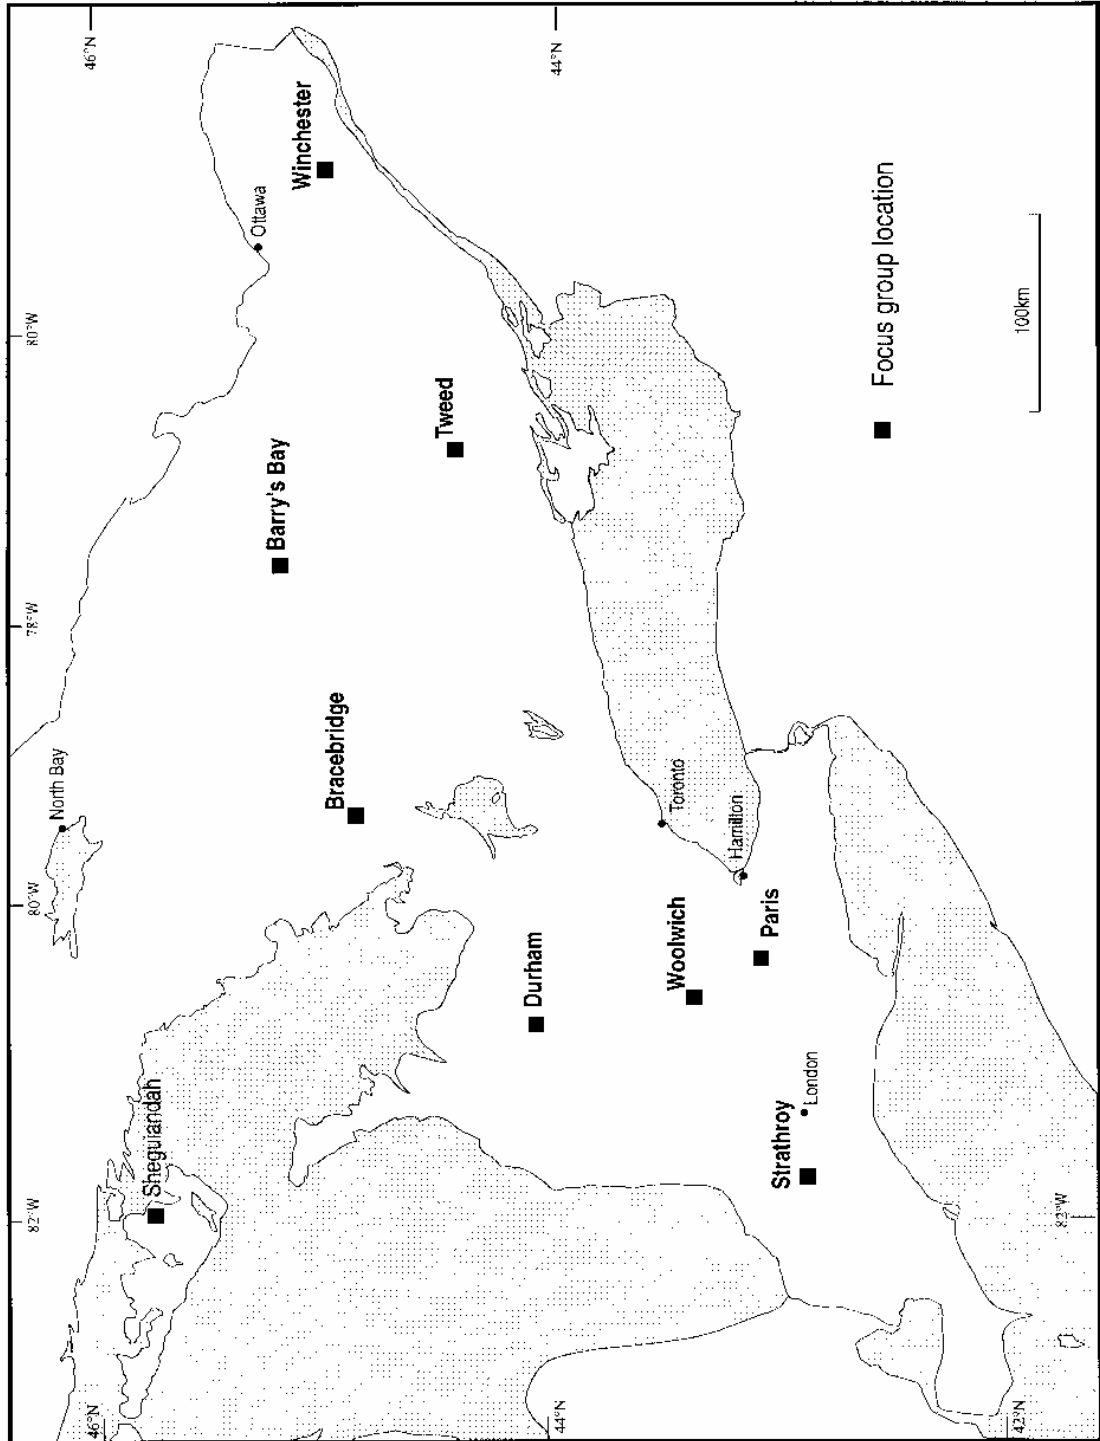 82°W
80°W
78°W
80°W
46°N
46°N
North Bay
Sheguiandah
Ottawa
Barry's Bay
Winchester
Bracebridge
Tweed
44°N
44°N
Durham
Toronto
Woolwich
Hamilton
Paris
Strathroy
London
Focus group location
100km
42°N
82°W